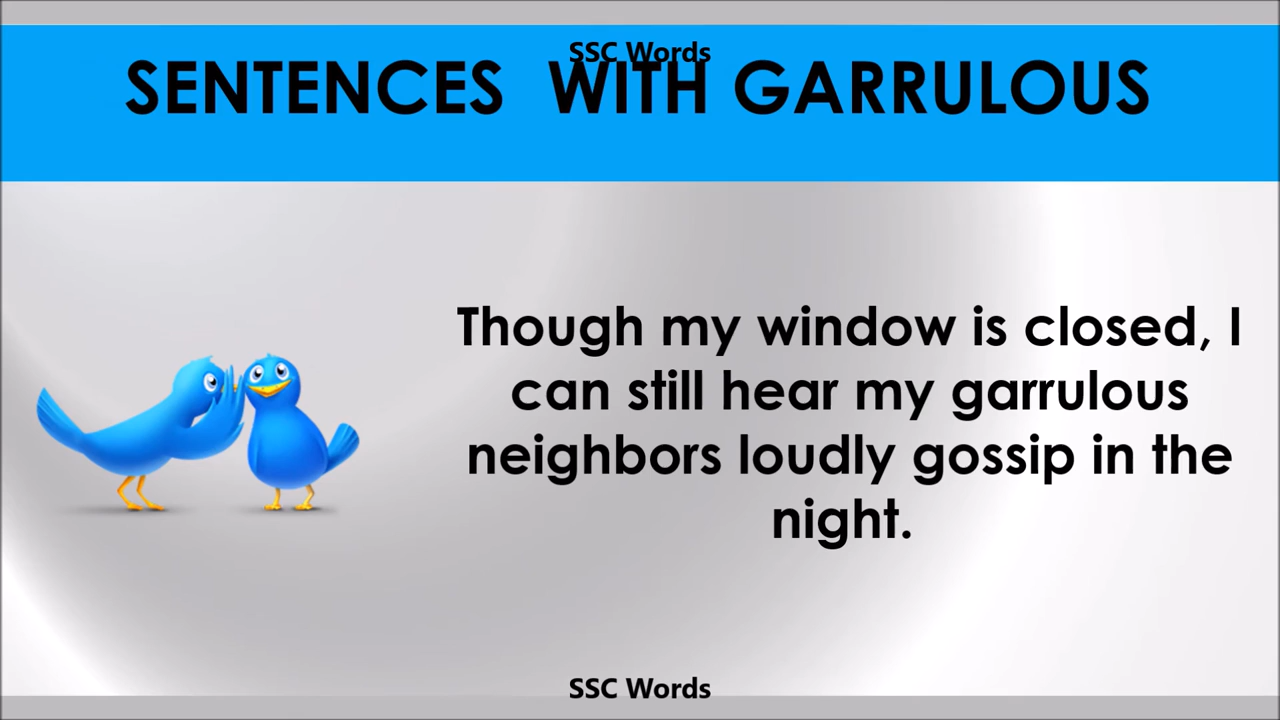 SSC Words
SENTENCES WITH GARRULOUS
Though my window is closed, I
can still hear my garrulous
neighbors loudly gossip in the
night.
SSC Words